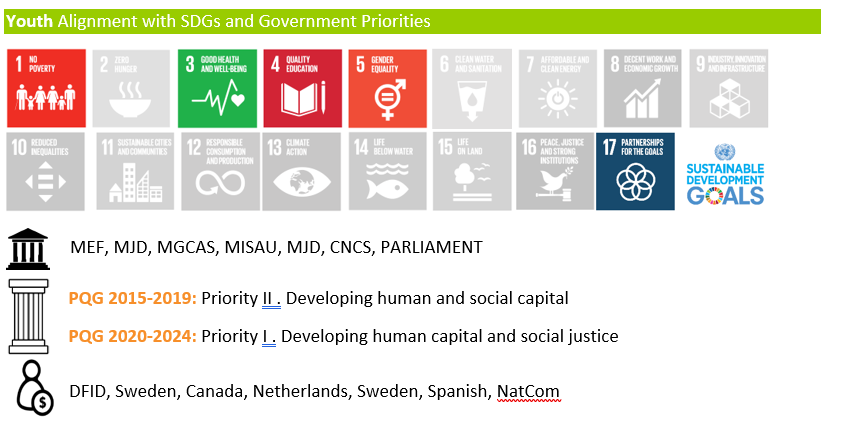 Youth Alignment with SDGs and Government Priorities
1 NO POVERTY
2 ZERO HUNGER
3 GOOD HEALTH AND WELL-BEING
4 QUALITY EDUCATION
5 GENDER EQUALITY
6 CLEAN WATER AND SANITATION
7 AFFORDABLE AND CLEAN ENERGY
8 DECENT WORK AND ECONOMIC GROWTH
9 INDUSTRY, INNOVATION AND INFRASTRUCTURE
10 REDUCED INEQUALITIES
11 SUSTAINABLE CITIES AND COMMUNITIES
12 RESPONSIBLE CONSUMPTION AND PRODUCTION
13 CLIMATE ACTION
14 LIFE BELOW WATER
15 LIFE ON LAND
16 PEACE, JUSTICE AND STRONG INSTITUTIONS
17 PARTNERSHIPS FOR THE GOALS
SUSTAINABLE
DEVELOPMENT
GOALS
MEF, MJD, MGCAS, MISAU, MJD, CNCS, PARLIAMENT
PQG 2015-2019: Priority II . Developing human and social capital
PQG 2020-2024: Priority I . Developing human capital and social justice
$
DFID, Sweden, Canada, Netherlands, Sweden, Spanish, NatCom